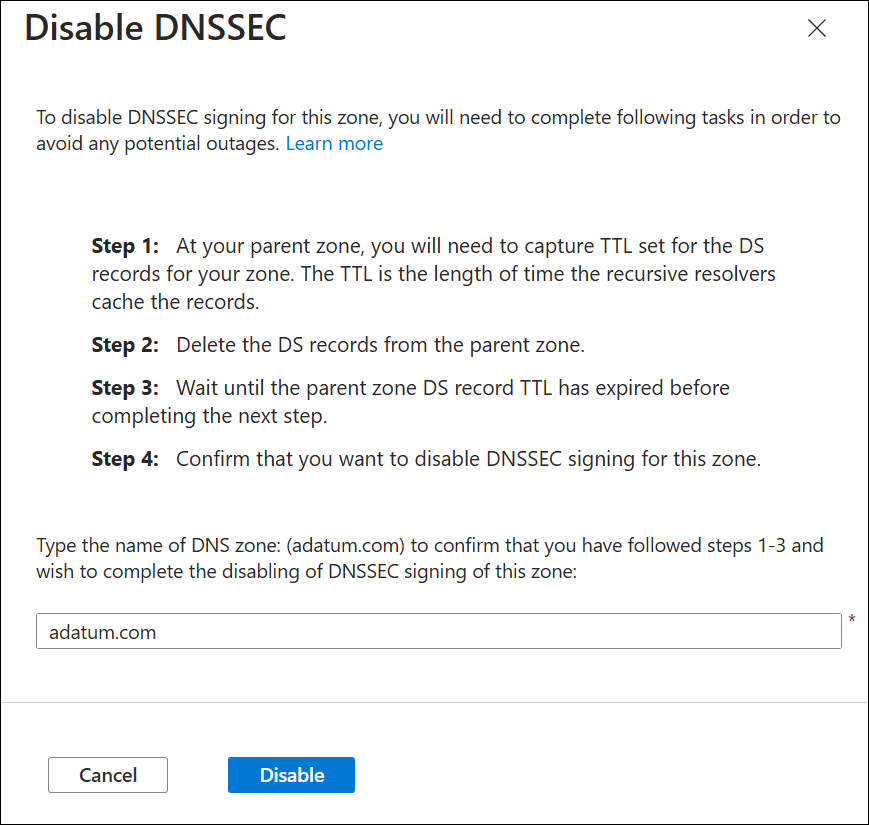 Disable DNSSEC
To disable DNSSEC signing for this zone, you will need to complete following tasks in order to
avoid any potential outages. Learn more
Step 1: At your parent zone, you will need to capture TTL set for the DS
records for your zone. The TTL is the length of time the recursive resolvers
cache the records.
Step 2: Delete the DS records from the parent zone.
Step 3: Wait until the parent zone DS record TTL has expired before
completing the next step.
Step 4: Confirm that you want to disable DNSSEC signing for this zone.
Type the name of DNS zone: (adatum.com) to confirm that you have followed steps 1-3 and
wish to complete the disabling of DNSSEC signing of this zone:
adatum.com *
Cancel Disable